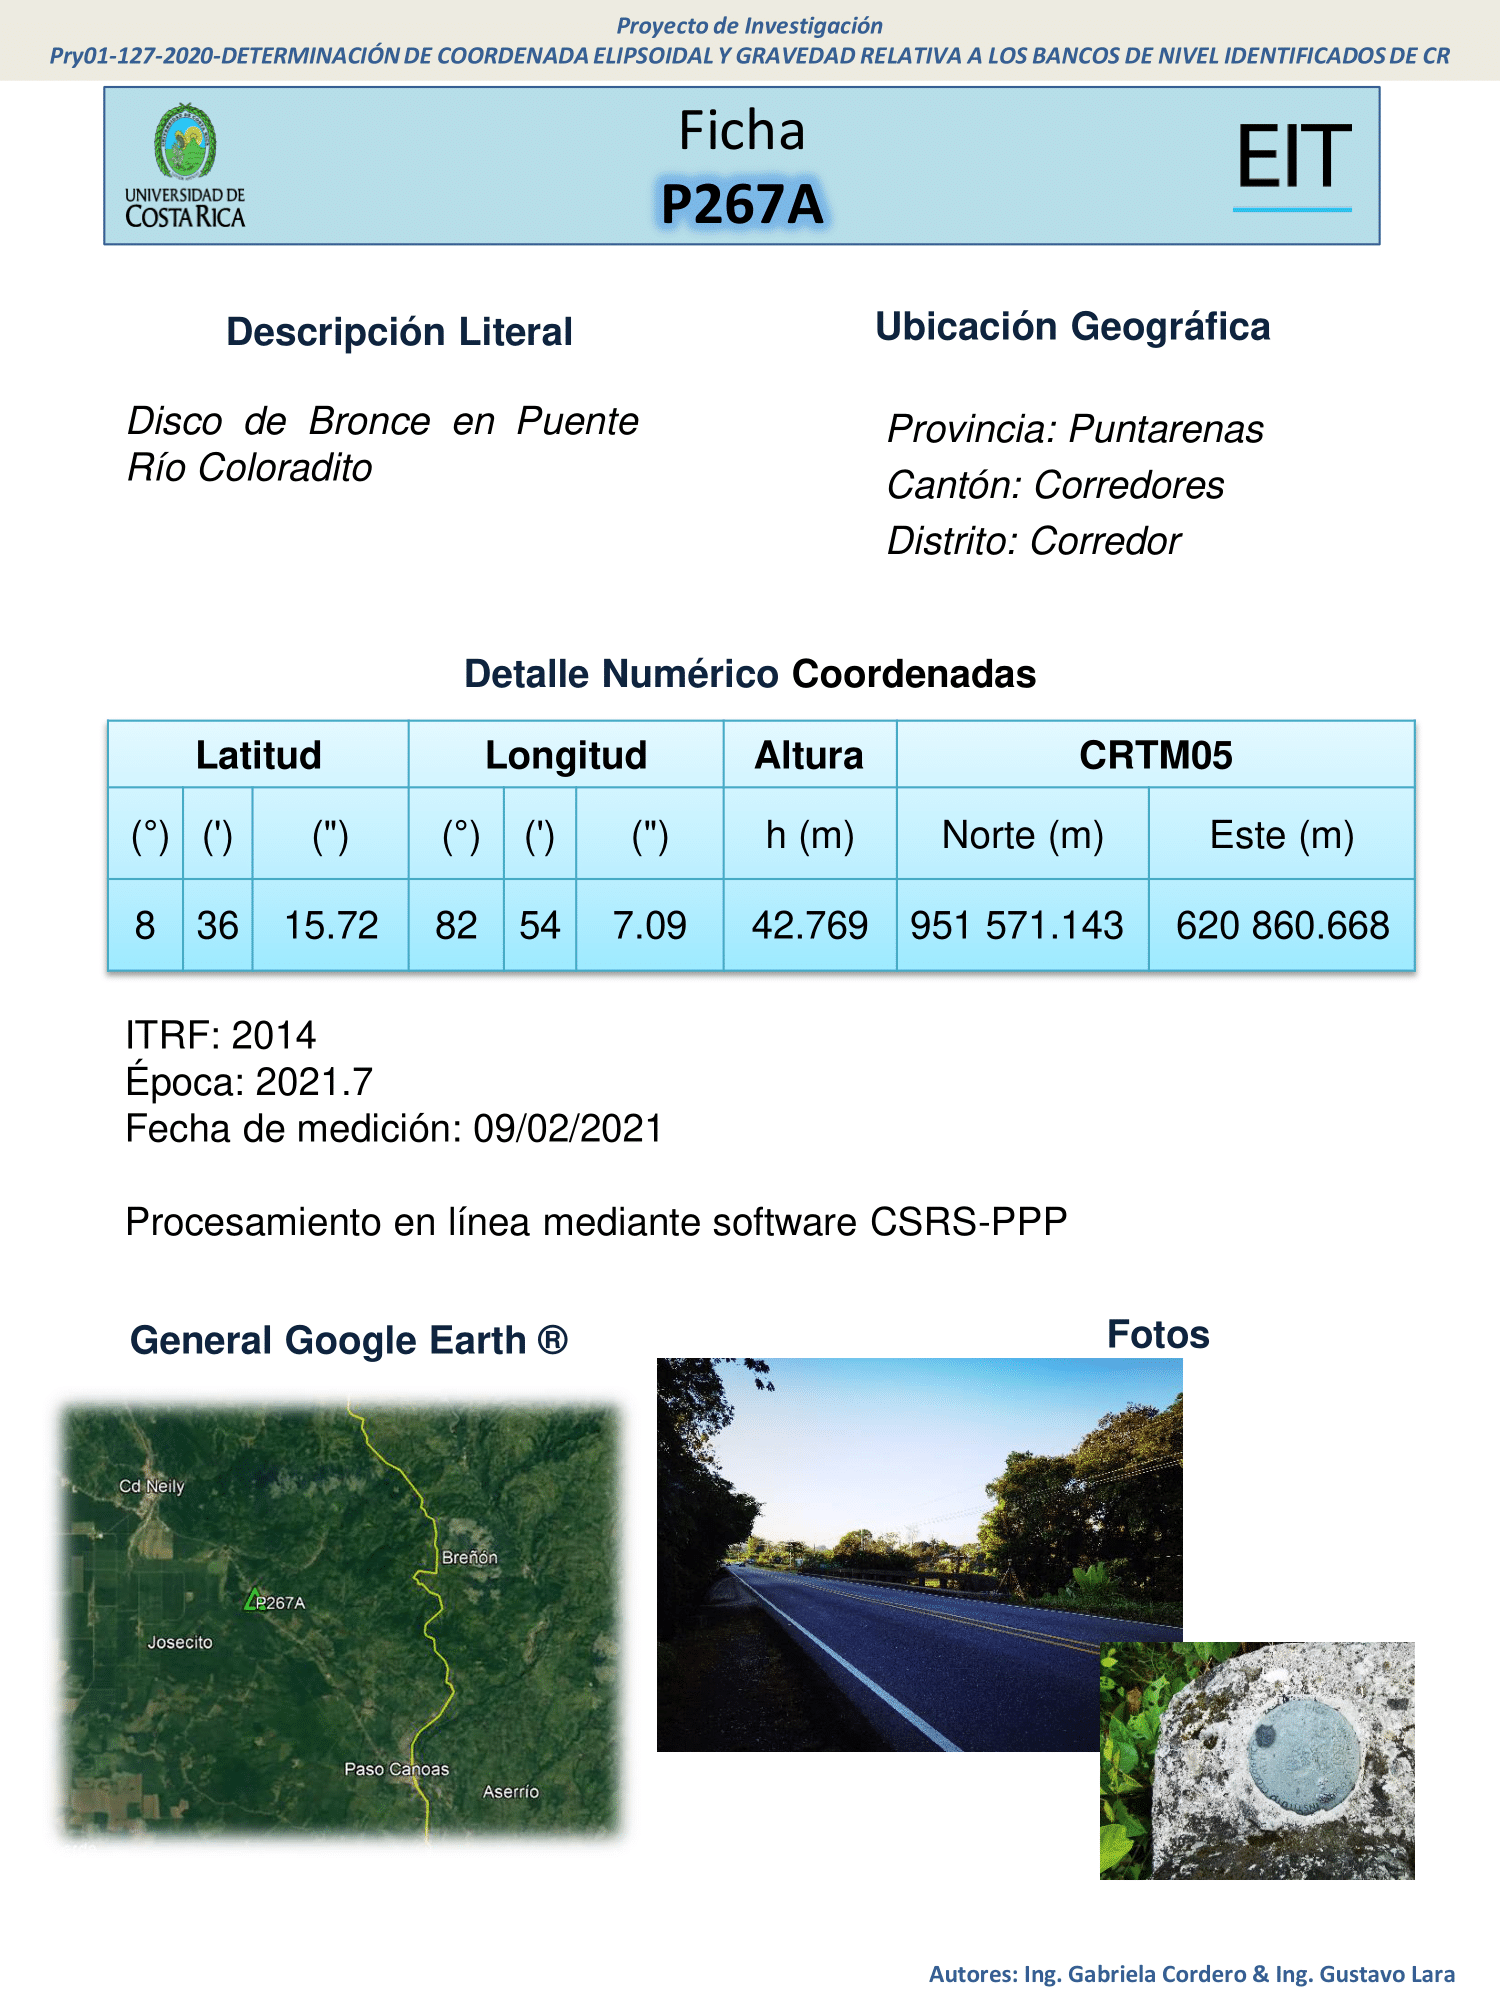 Proyecto de Investigación
Pry01-127-2020-DETERMINACIÓN DE COORDENADA ELIPSOIDAL Y GRAVEDAD RELATIVA A LOS BANCOS DE NIVEL IDENTIFICADOS DE CR
UNIVERSIDAD DE
COSTA RICA
Ficha
P267A
EIT
Descripción Literal
Disco de Bronce en Puente
Río Coloradito
Ubicación Geográfica
Provincia: Puntarenas
Cantón: Corredores
Distrito: Corredor
Detalle Numérico Coordenadas
Latitud Longitud Altura CRTM05
(°) (') (") (°) (') (") h (m) Norte (m) Este (m)
8 36 15.72 82 54 7.09 42.769 951 571.143 620 860.668
ITRF: 2014
Época: 2021.7
Fecha de medición: 09/02/2021
Procesamiento en línea mediante software CSRS-PPP
General Google Earth ®
Cd Neily
Breñón
P267A
Josecito
Paso Canoas
Aserrío
Fotos
Autores: Ing. Gabriela Cordero & Ing. Gustavo Lara